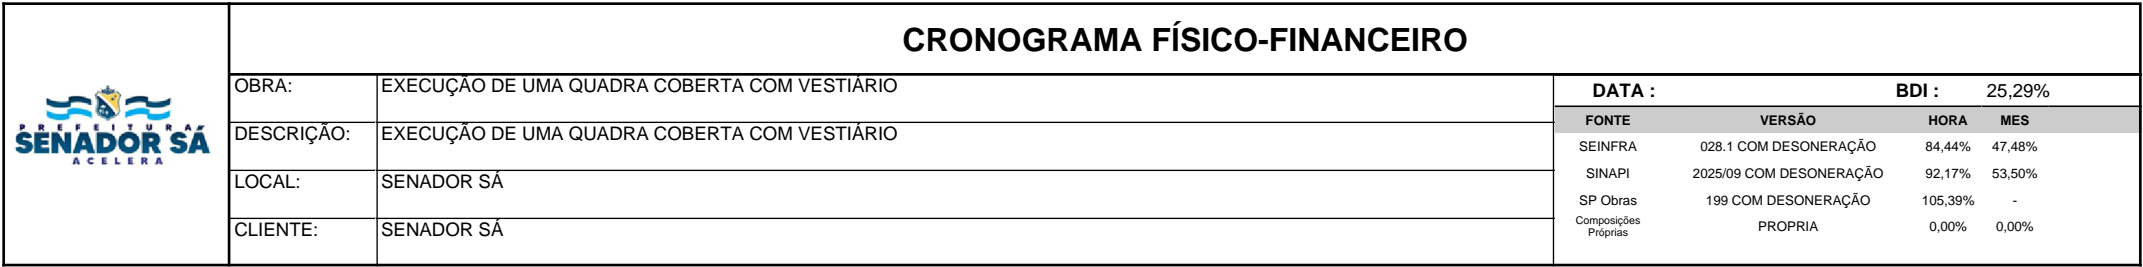 CRONOGRAMA FÍSICO-FINANCEIRO
PREFEITURA
SENADOR SÁ
ACELERA
OBRA: EXECUÇÃO DE UMA QUADRA COBERTA COM VESTIÁRIO
DESCRIÇÃO: EXECUÇÃO DE UMA QUADRA COBERTA COM VESTIÁRIO
LOCAL: SENADOR SÁ
CLIENTE: SENADOR SÁ
DATA : BDI : 25,29%
FONTE VERSÃO HORA MES
SEINFRA 028.1 COM DESONERAÇÃO 84,44% 47,48%
SINAPI 2025/09 COM DESONERAÇÃO 92,17% 53,50%
SP Obras 199 COM DESONERAÇÃO 105,39% -
Composições Próprias PROPRIA 0,00% 0,00%